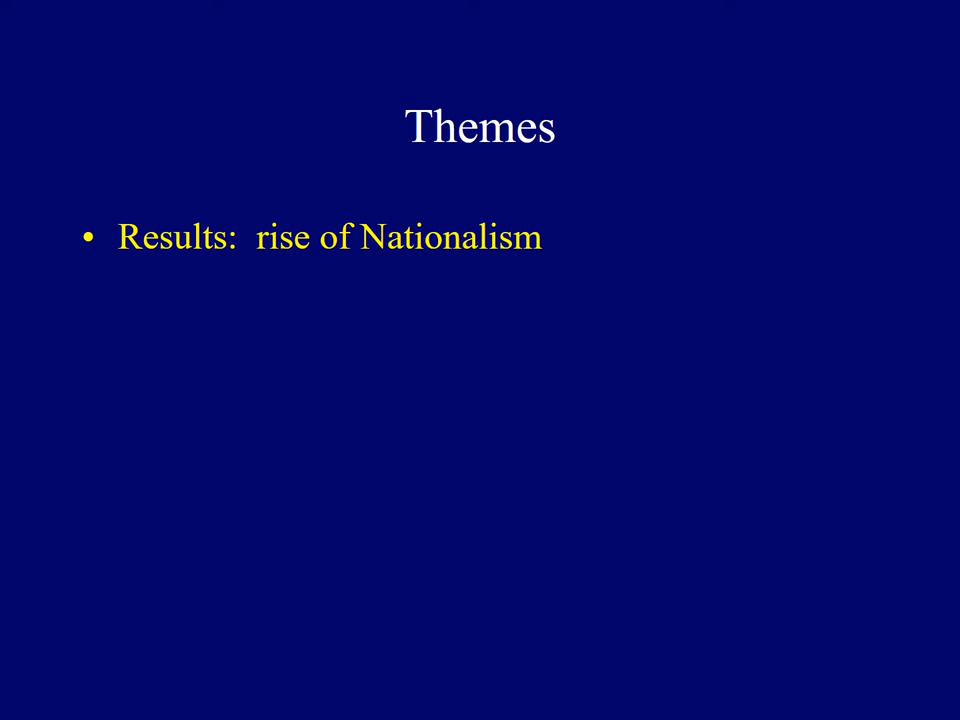 Themes
• Results:  rise of Nationalism